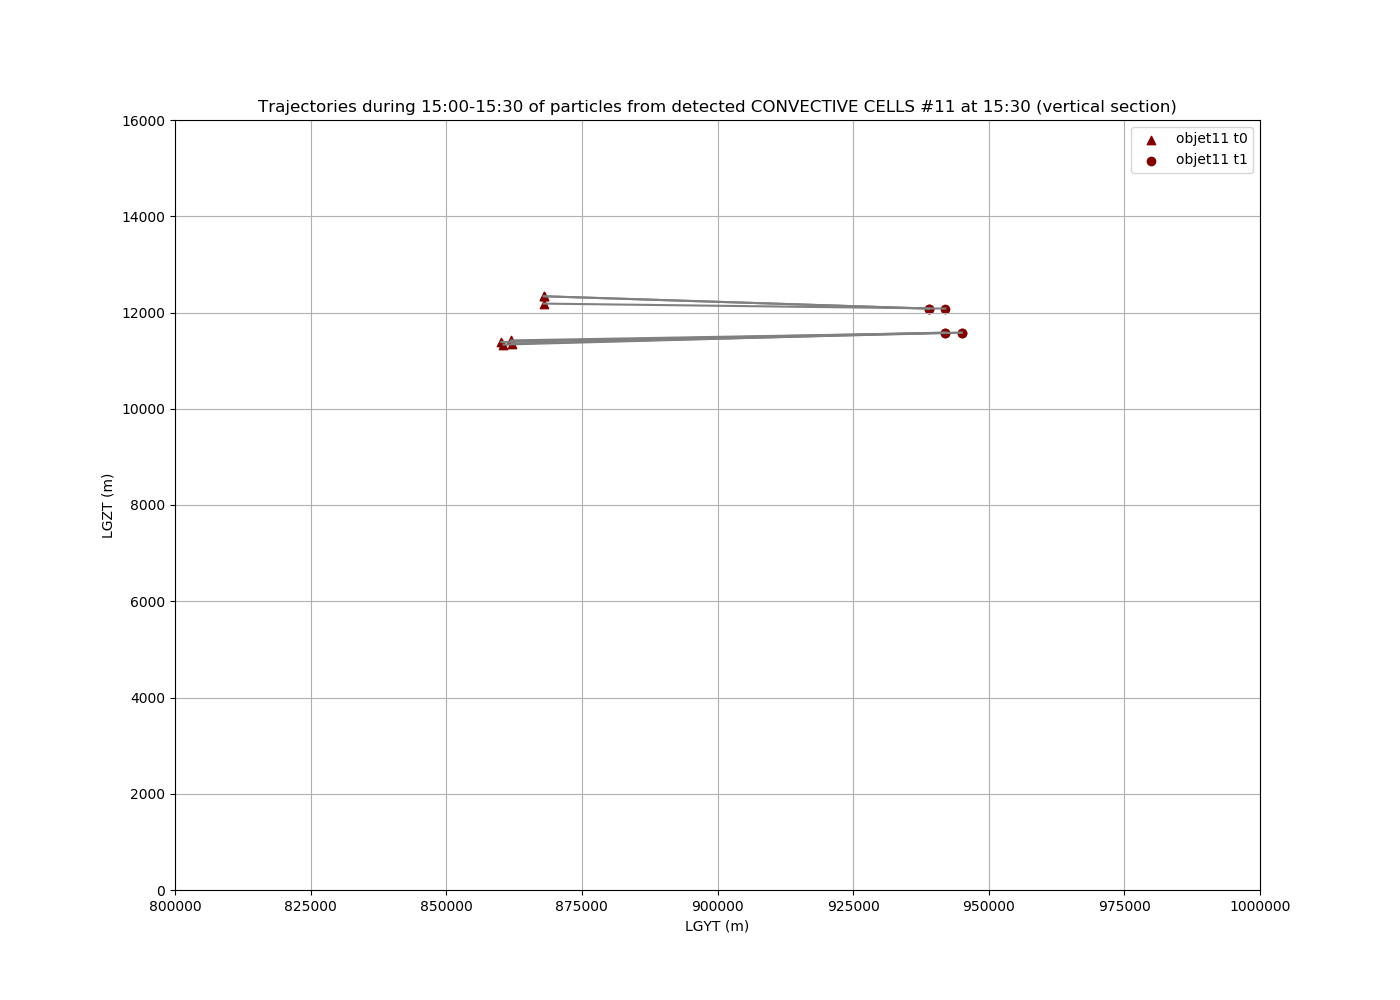 Trajectories during 15:00-15:30 of particles from detected CONVECTIVE CELLS #11 at 15:30 (vertical section)
objet11 t0
objet11 t1
16000
14000
12000
10000
8000
6000
4000
2000
0
LGZT (m)
800000 825000 850000 875000 900000 925000 950000 975000 1000000
LGYT (m)